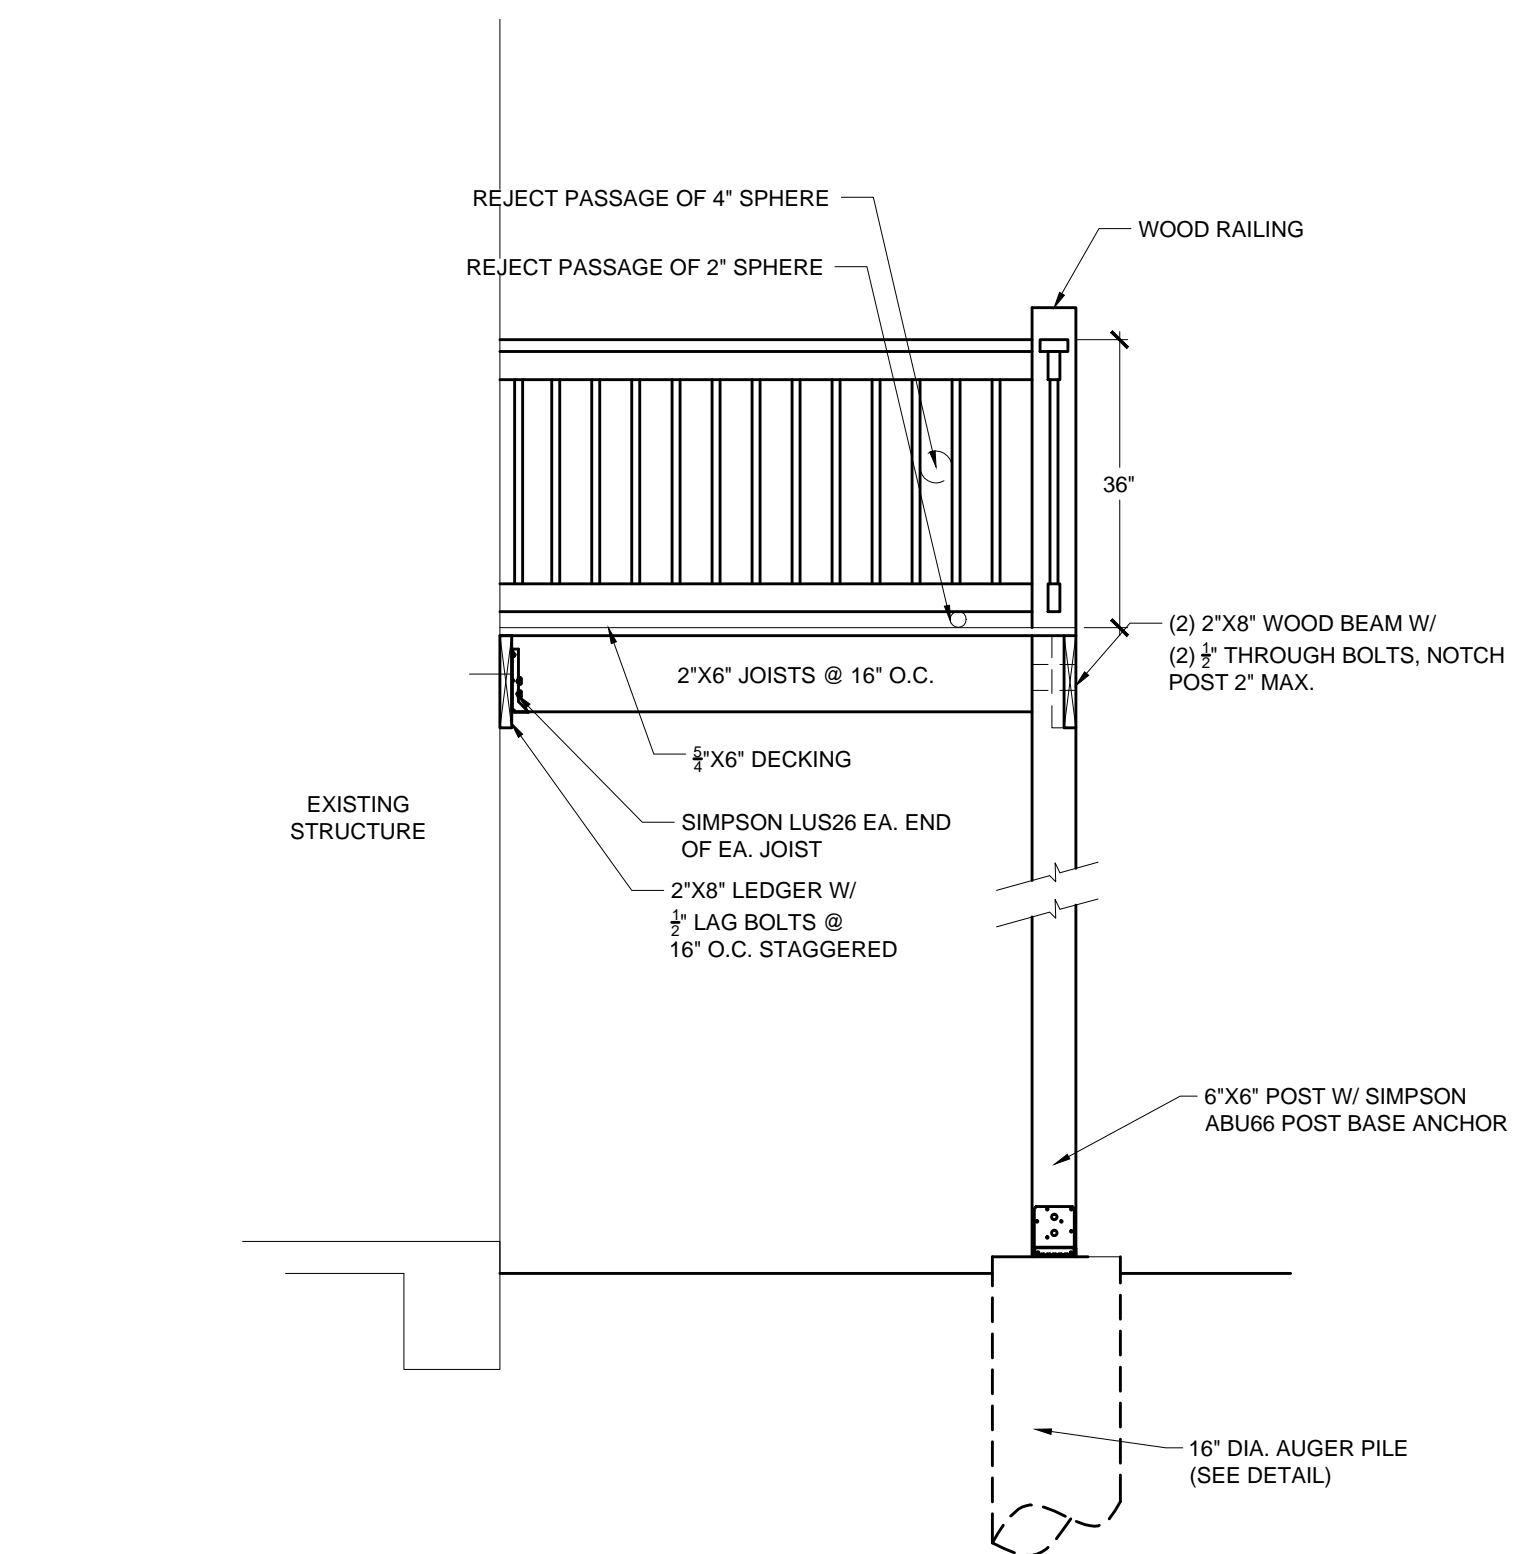 REJECT PASSAGE OF 4" SPHERE
WOOD RAILING
REJECT PASSAGE OF 2" SPHERE
36"
(2) 2"X8" WOOD BEAM W/
(2) 1/2" THROUGH BOLTS, NOTCH
POST 2" MAX.
2"X6" JOISTS @ 16" O.C.
5/4"X6" DECKING
EXISTING
STRUCTURE
SIMPSON LUS26 EA. END
OF EA. JOIST
2"X8" LEDGER W/
1/2" LAG BOLTS @
16" O.C. STAGGERED
6"X6" POST W/ SIMPSON
ABU66 POST BASE ANCHOR
16" DIA. AUGER PILE
(SEE DETAIL)